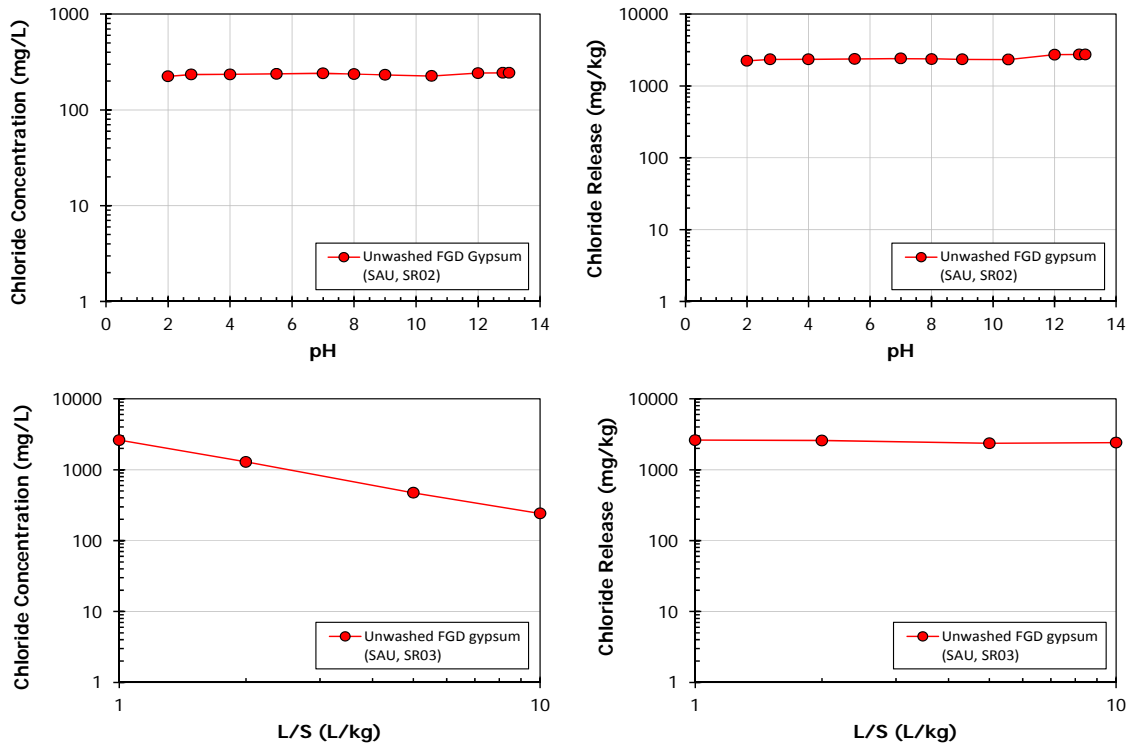 Chloride Concentration (mg/L)
1000
100
10
1
0 2 4 6 8 10 12 14
pH
Unwashed FGD Gypsum
(SAU, SR02)
Chloride Release (mg/kg)
10000
1000
100
10
1
0 2 4 6 8 10 12 14
pH
Unwashed FGD gypsum
(SAU, SR02)
Chloride Concentration (mg/L)
10000
1000
100
10
1
1 10
L/S (L/kg)
Unwashed FGD gypsum
(SAU, SR03)
Chloride Release (mg/kg)
10000
1000
100
10
1
1 10
L/S (L/kg)
Unwashed FGD gypsum
(SAU, SR03)